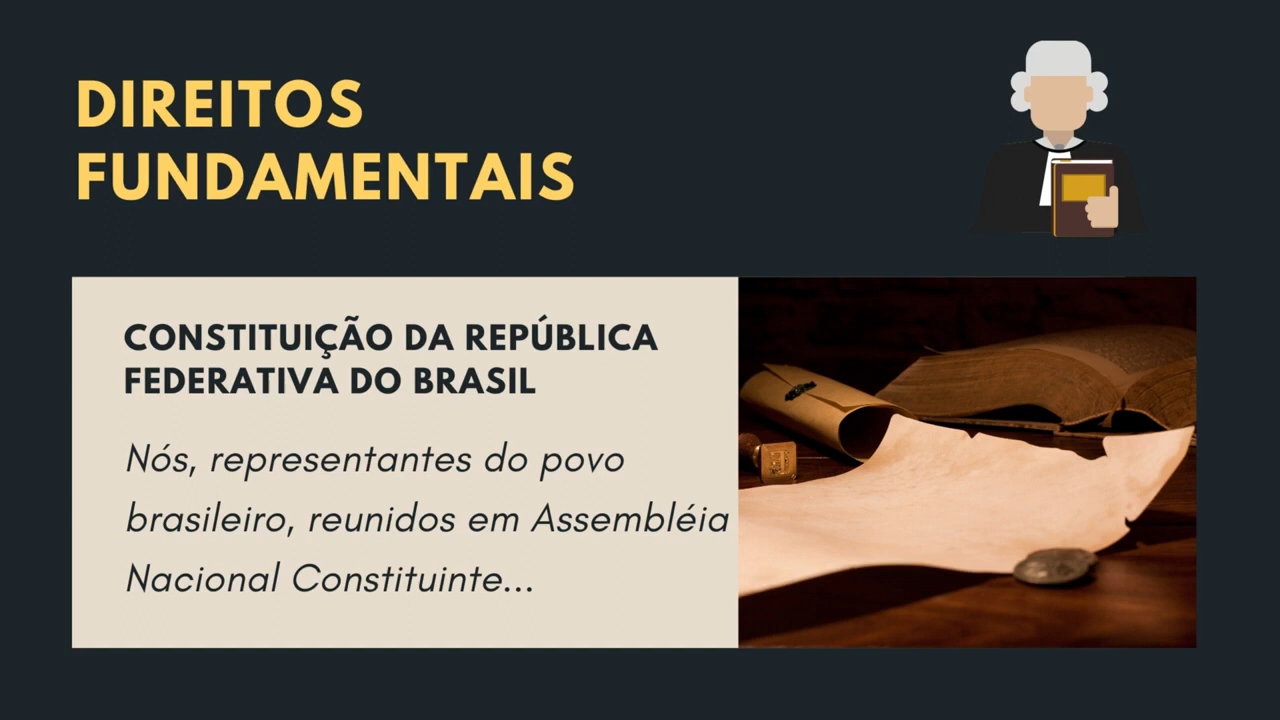 DIREITOS
FUNDAMENTAIS
CONSTITUIÇÃO DA REPÚBLICA
FEDERATIVA DO BRASIL
Nós, representantes do povo
brasileiro, reunidos em Assembléia
Nacional Constituinte...